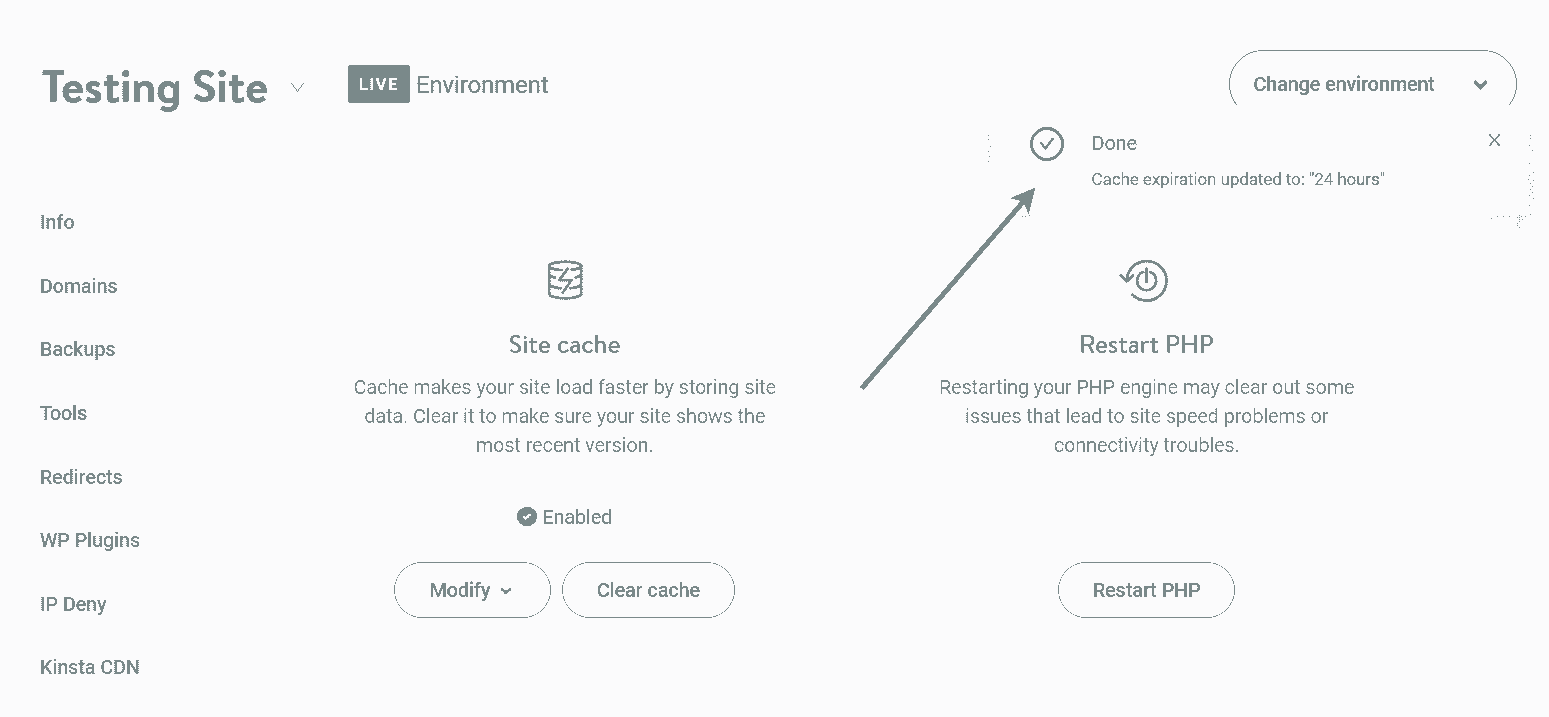 Testing Site
LIVE Environment
Change environment
Done
Cache expiration updated to: "24 hours"
Info
Domains
Backups
Tools
Redirects
WP Plugins
IP Deny
Kinsta CDN
Site cache
Cache makes your site load faster by storing site
data. Clear it to make sure your site shows the
most recent version.
Enabled
Modify
Clear cache
Restart PHP
Restarting your PHP engine may clear out some
issues that lead to site speed problems or
connectivity troubles.
Restart PHP